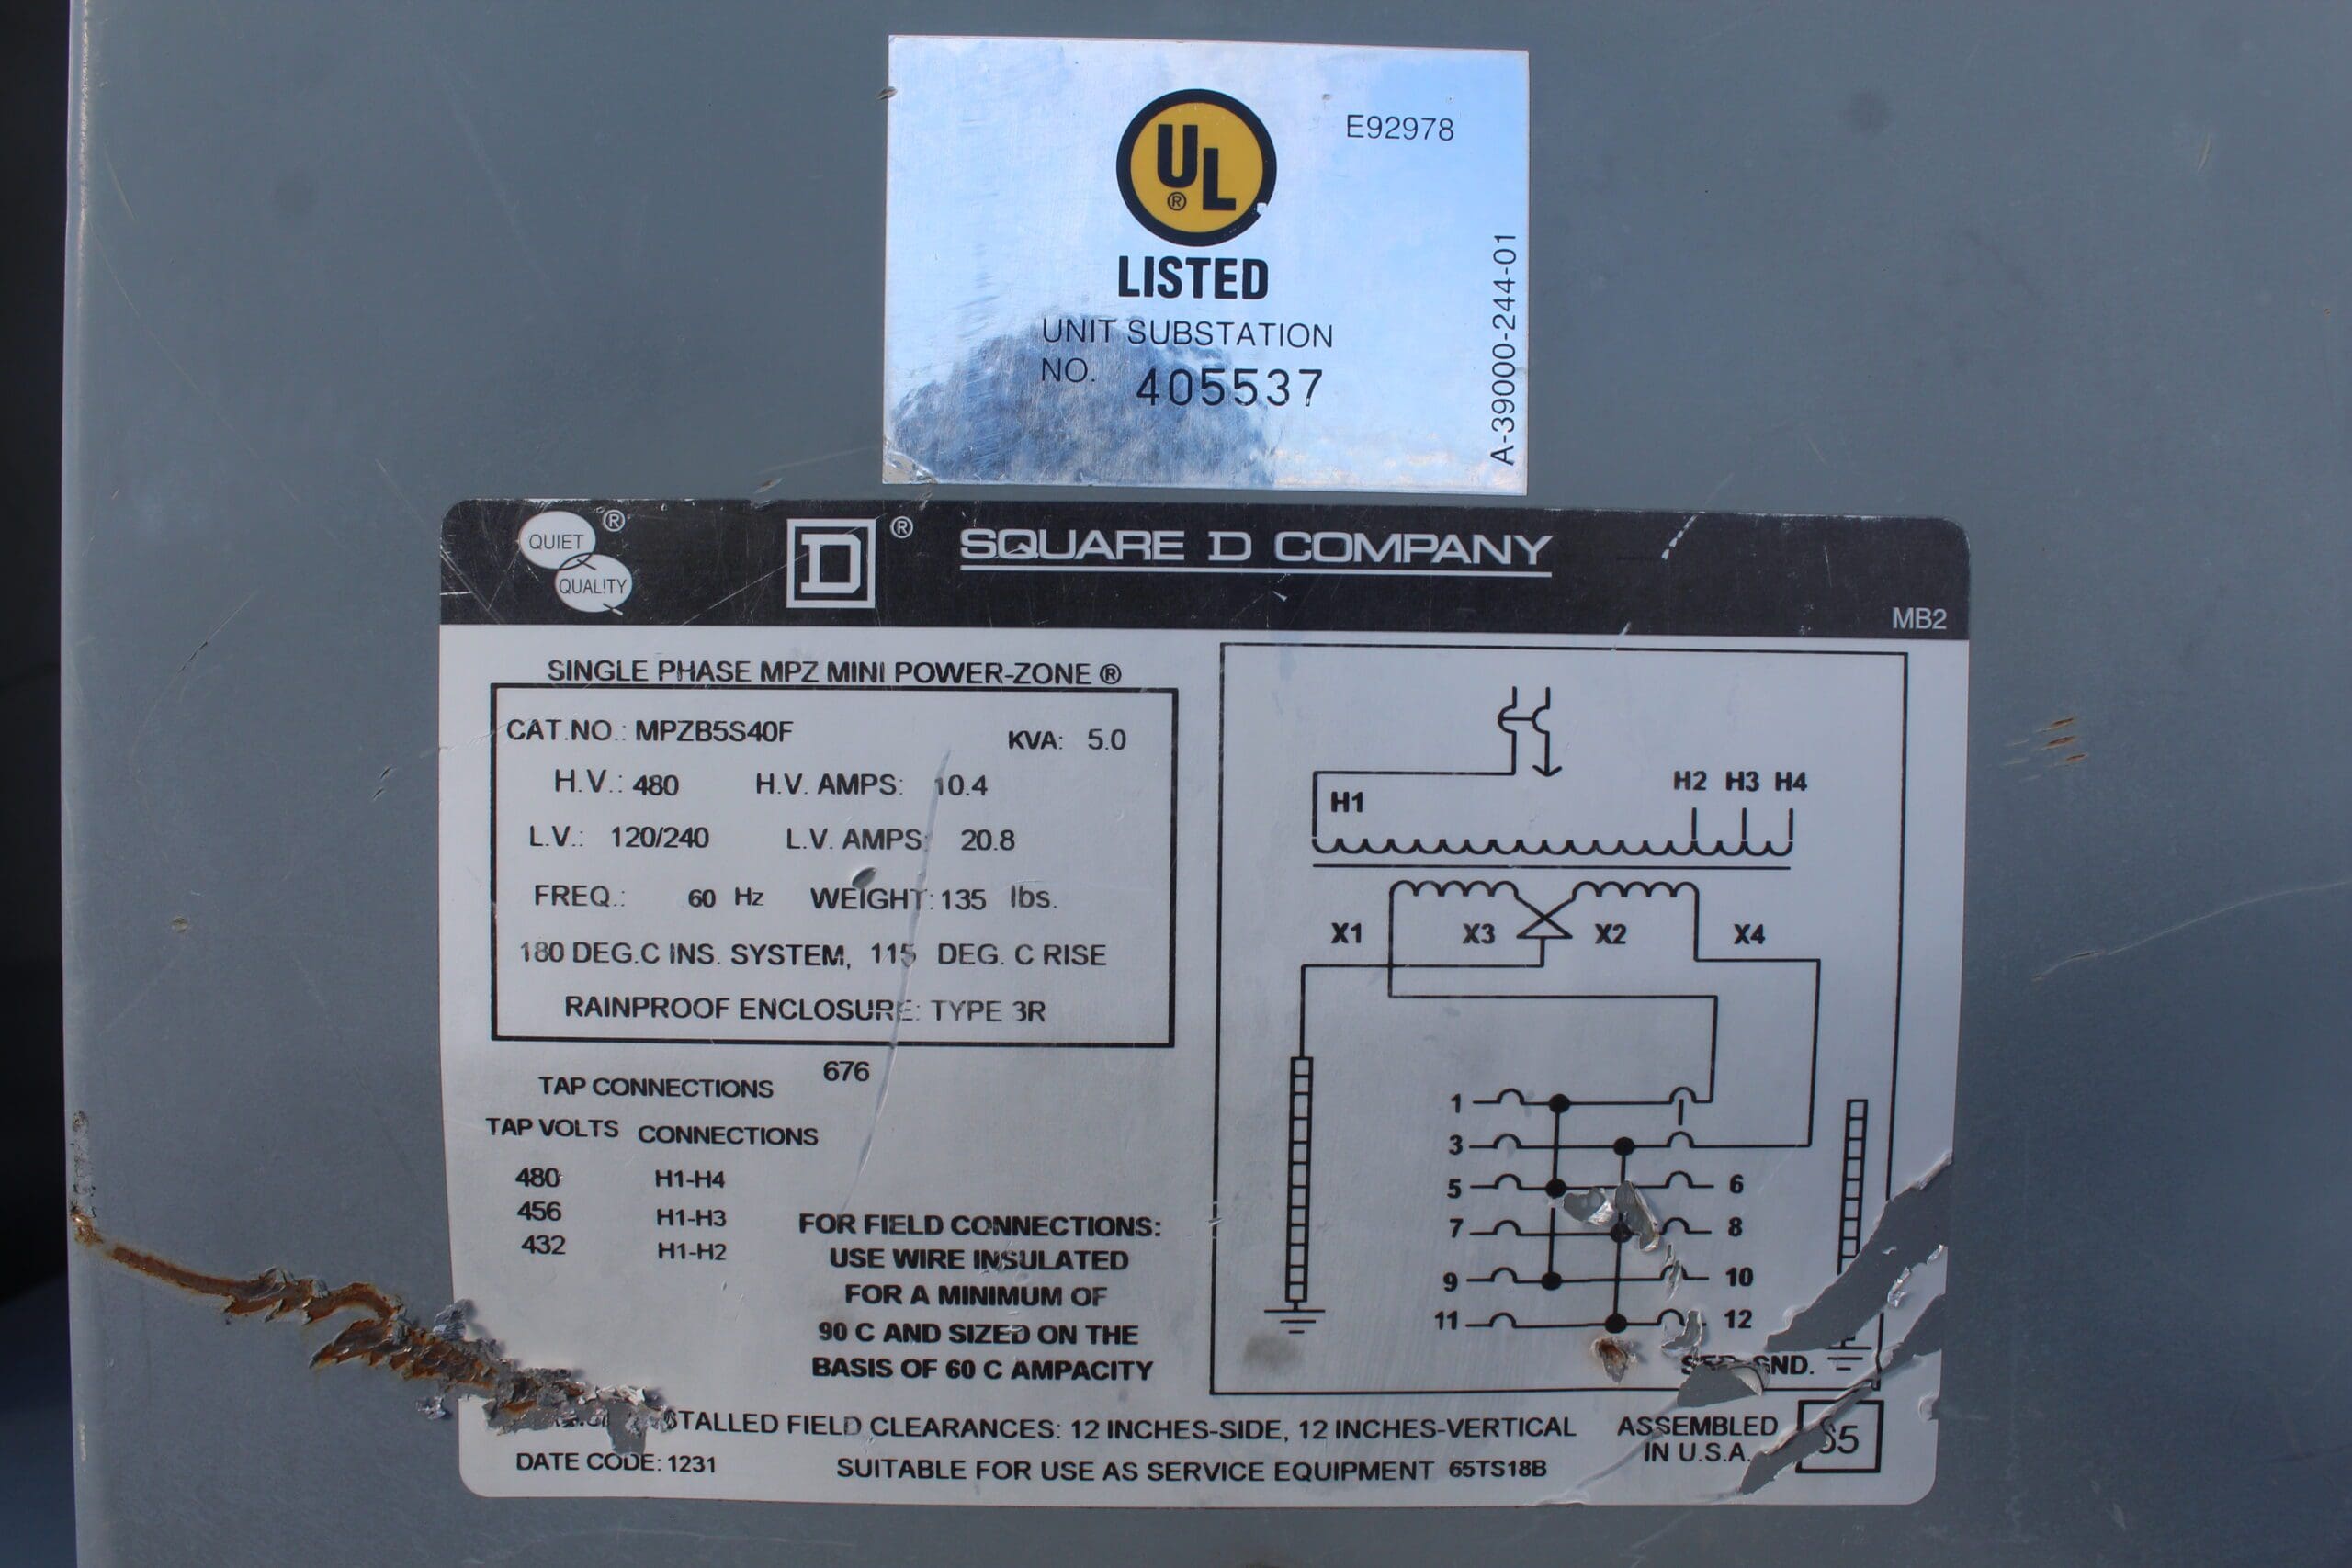 UL ®
E92978
LISTED
UNIT SUBSTATION
NO. 405537
A-39000-244-01
QUIET ®
QUALITY
D ® SQUARE D COMPANY
MB2
SINGLE PHASE MPZ MINI POWER-ZONE ®
CAT.NO.: MPZB5S40F KVA: 5.0
H.V.: 480 H.V. AMPS: 10.4
L.V.: 120/240 L.V. AMPS: 20.8
FREQ.: 60 Hz WEIGHT: 135 lbs.
180 DEG.C INS. SYSTEM, 115 DEG. C RISE
RAINPROOF ENCLOSURE: TYPE 3R
676
TAP CONNECTIONS
TAP VOLTS CONNECTIONS
480 H1-H4
456 H1-H3
432 H1-H2
FOR FIELD CONNECTIONS:
USE WIRE INSULATED
FOR A MINIMUM OF
90 C AND SIZED ON THE
BASIS OF 60 C AMPACITY
H1 H2 H3 H4
X1 X3 X2 X4
1
3
5 6
7 8
9 10
11 12
GND.
FIELD CLEARANCES: 12 INCHES-SIDE, 12 INCHES-VERTICAL
ASSEMBLED
IN U.S.A.
DATE CODE: 1231 SUITABLE FOR USE AS SERVICE EQUIPMENT 65TS18B